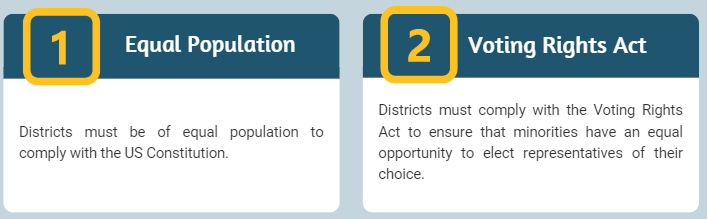 1 Equal Population
Districts must be of equal population to
comply with the US Constitution.
2 Voting Rights Act
Districts must comply with the Voting Rights
Act to ensure that minorities have an equal
opportunity to elect representatives of their
choice.